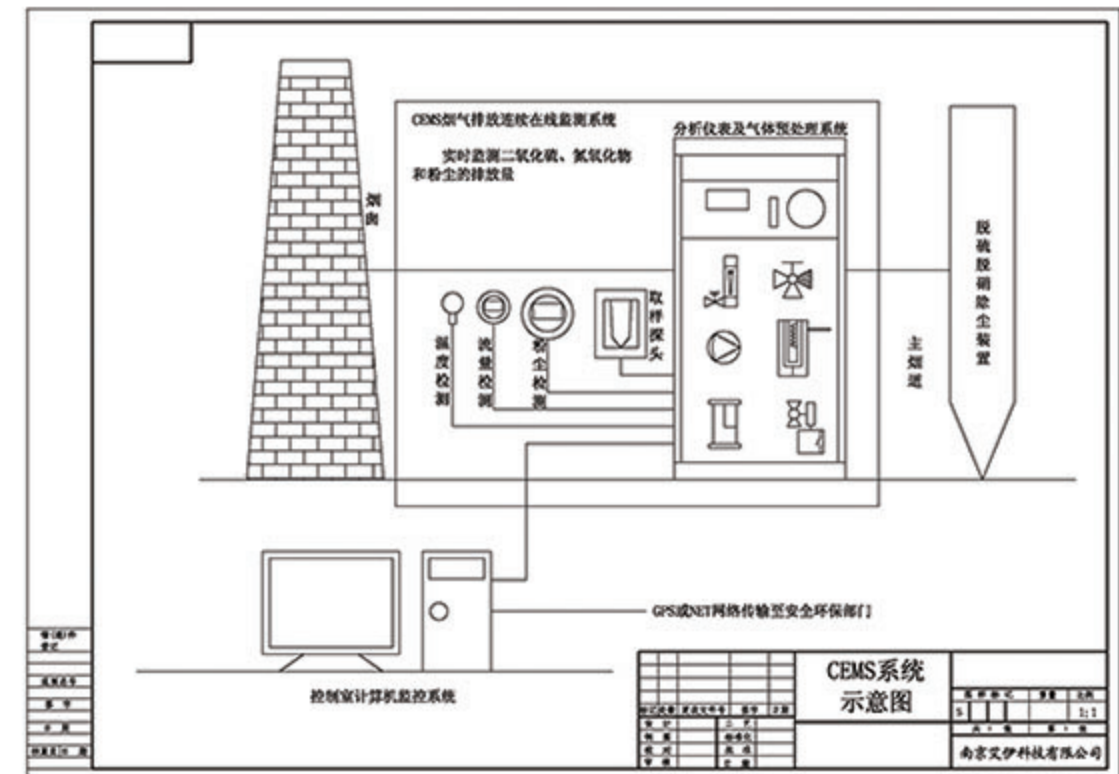 CEMS烟气排放连续在线监测系统
实时监测二氧化硫、氮氧化物
和粉尘的排放量
分析仪表及气体预处理系统
烟囱
取样探头
温度检测
流量检测
粉尘检测
主烟道
脱硫脱硝除尘装置
GPS或NET网络传输至安全环保部门
控制室计算机监控系统
CEMS系统
示意图
S
1:1
南京艾伊科技有限公司